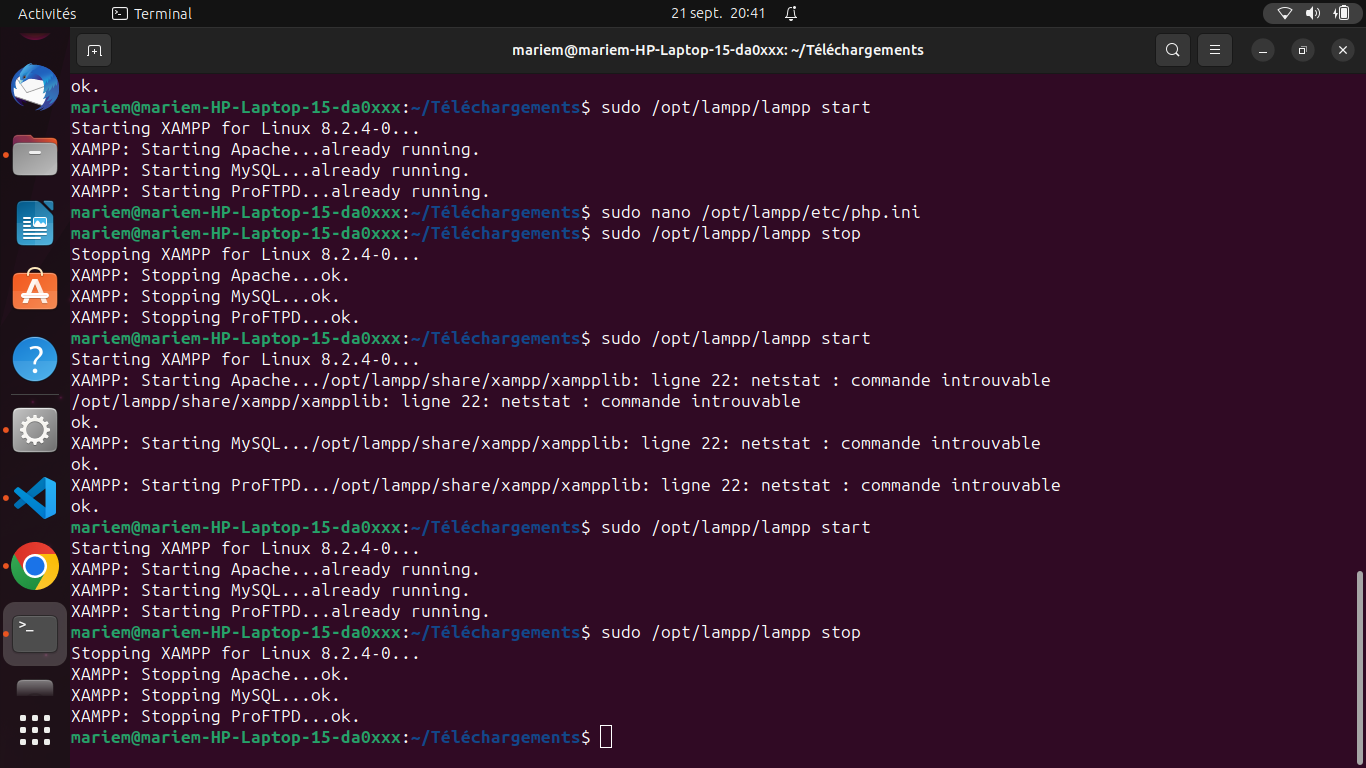 Activités Terminal 21 sept. 20:41
mariem@mariem-HP-Laptop-15-da0xxx: ~/Téléchargements
ok.
mariem@mariem-HP-Laptop-15-da0xxx:~/Téléchargements$ sudo /opt/lampp/lampp start
Starting XAMPP for Linux 8.2.4-0...
XAMPP: Starting Apache...already running.
XAMPP: Starting MySQL...already running.
XAMPP: Starting ProFTPD...already running.
mariem@mariem-HP-Laptop-15-da0xxx:~/Téléchargements$ sudo nano /opt/lampp/etc/php.ini
mariem@mariem-HP-Laptop-15-da0xxx:~/Téléchargements$ sudo /opt/lampp/lampp stop
Stopping XAMPP for Linux 8.2.4-0...
XAMPP: Stopping Apache...ok.
XAMPP: Stopping MySQL...ok.
XAMPP: Stopping ProFTPD...ok.
mariem@mariem-HP-Laptop-15-da0xxx:~/Téléchargements$ sudo /opt/lampp/lampp start
Starting XAMPP for Linux 8.2.4-0...
XAMPP: Starting Apache.../opt/lampp/share/xampp/xampplib: ligne 22: netstat : commande introuvable
/opt/lampp/share/xampp/xampplib: ligne 22: netstat : commande introuvable
ok.
XAMPP: Starting MySQL.../opt/lampp/share/xampp/xampplib: ligne 22: netstat : commande introuvable
ok.
XAMPP: Starting ProFTPD.../opt/lampp/share/xampp/xampplib: ligne 22: netstat : commande introuvable
ok.
mariem@mariem-HP-Laptop-15-da0xxx:~/Téléchargements$ sudo /opt/lampp/lampp start
Starting XAMPP for Linux 8.2.4-0...
XAMPP: Starting Apache...already running.
XAMPP: Starting MySQL...already running.
XAMPP: Starting ProFTPD...already running.
mariem@mariem-HP-Laptop-15-da0xxx:~/Téléchargements$ sudo /opt/lampp/lampp stop
Stopping XAMPP for Linux 8.2.4-0...
XAMPP: Stopping Apache...ok.
XAMPP: Stopping MySQL...ok.
XAMPP: Stopping ProFTPD...ok.
mariem@mariem-HP-Laptop-15-da0xxx:~/Téléchargements$